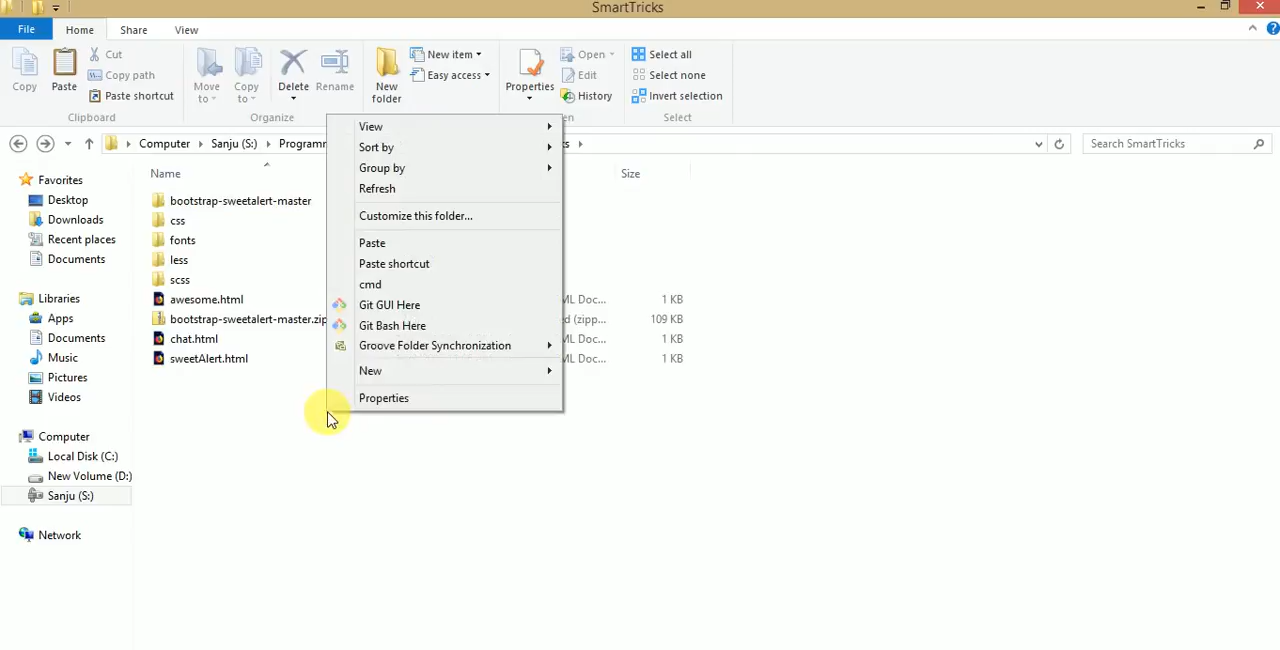 SmartTricks
File Home Share View
Copy Paste Cut Copy path Paste shortcut Move to Copy to Delete Rename New folder New item Easy access Properties Open Edit History Select all Select none Invert selection
Clipboard Organize Select
Computer Sanju (S:) Search SmartTricks
Name Size
Favorites
Desktop
Downloads
Recent places
Documents
Libraries
Apps
Documents
Music
Pictures
Videos
Computer
Local Disk (C:)
New Volume (D:)
Sanju (S:)
Network
bootstrap-sweetalert-master
css
fonts
less
scss
awesome.html 1 KB
bootstrap-sweetalert-master.zip 109 KB
chat.html 1 KB
sweetAlert.html 1 KB
View
Sort by
Group by
Refresh
Customize this folder...
Paste
Paste shortcut
cmd
Git GUI Here
Git Bash Here
Groove Folder Synchronization
New
Properties